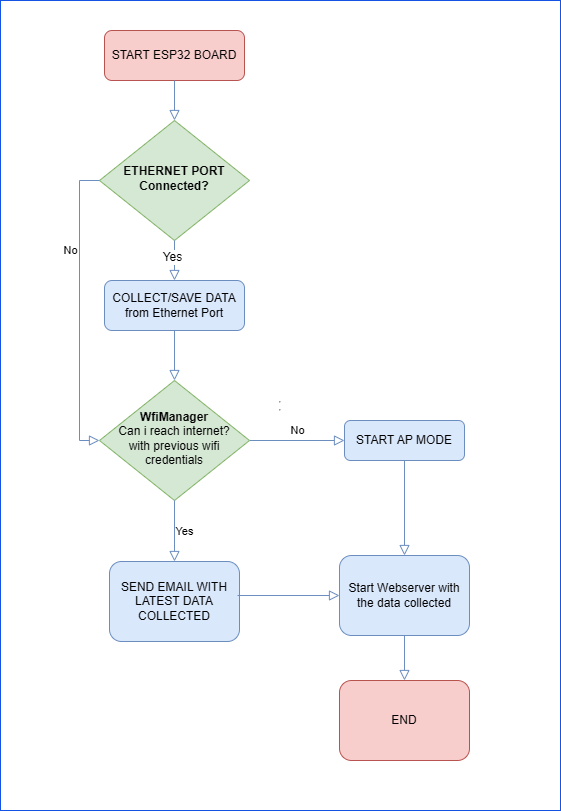 START ESP32 BOARD
ETHERNET PORT
Connected?
No
Yes
COLLECT/SAVE DATA
from Ethernet Port
WfiManager
Can i reach internet?
with previous wifi
credentials
:
No
START AP MODE
Yes
SEND EMAIL WITH
LATEST DATA
COLLECTED
Start Webserver with
the data collected
END